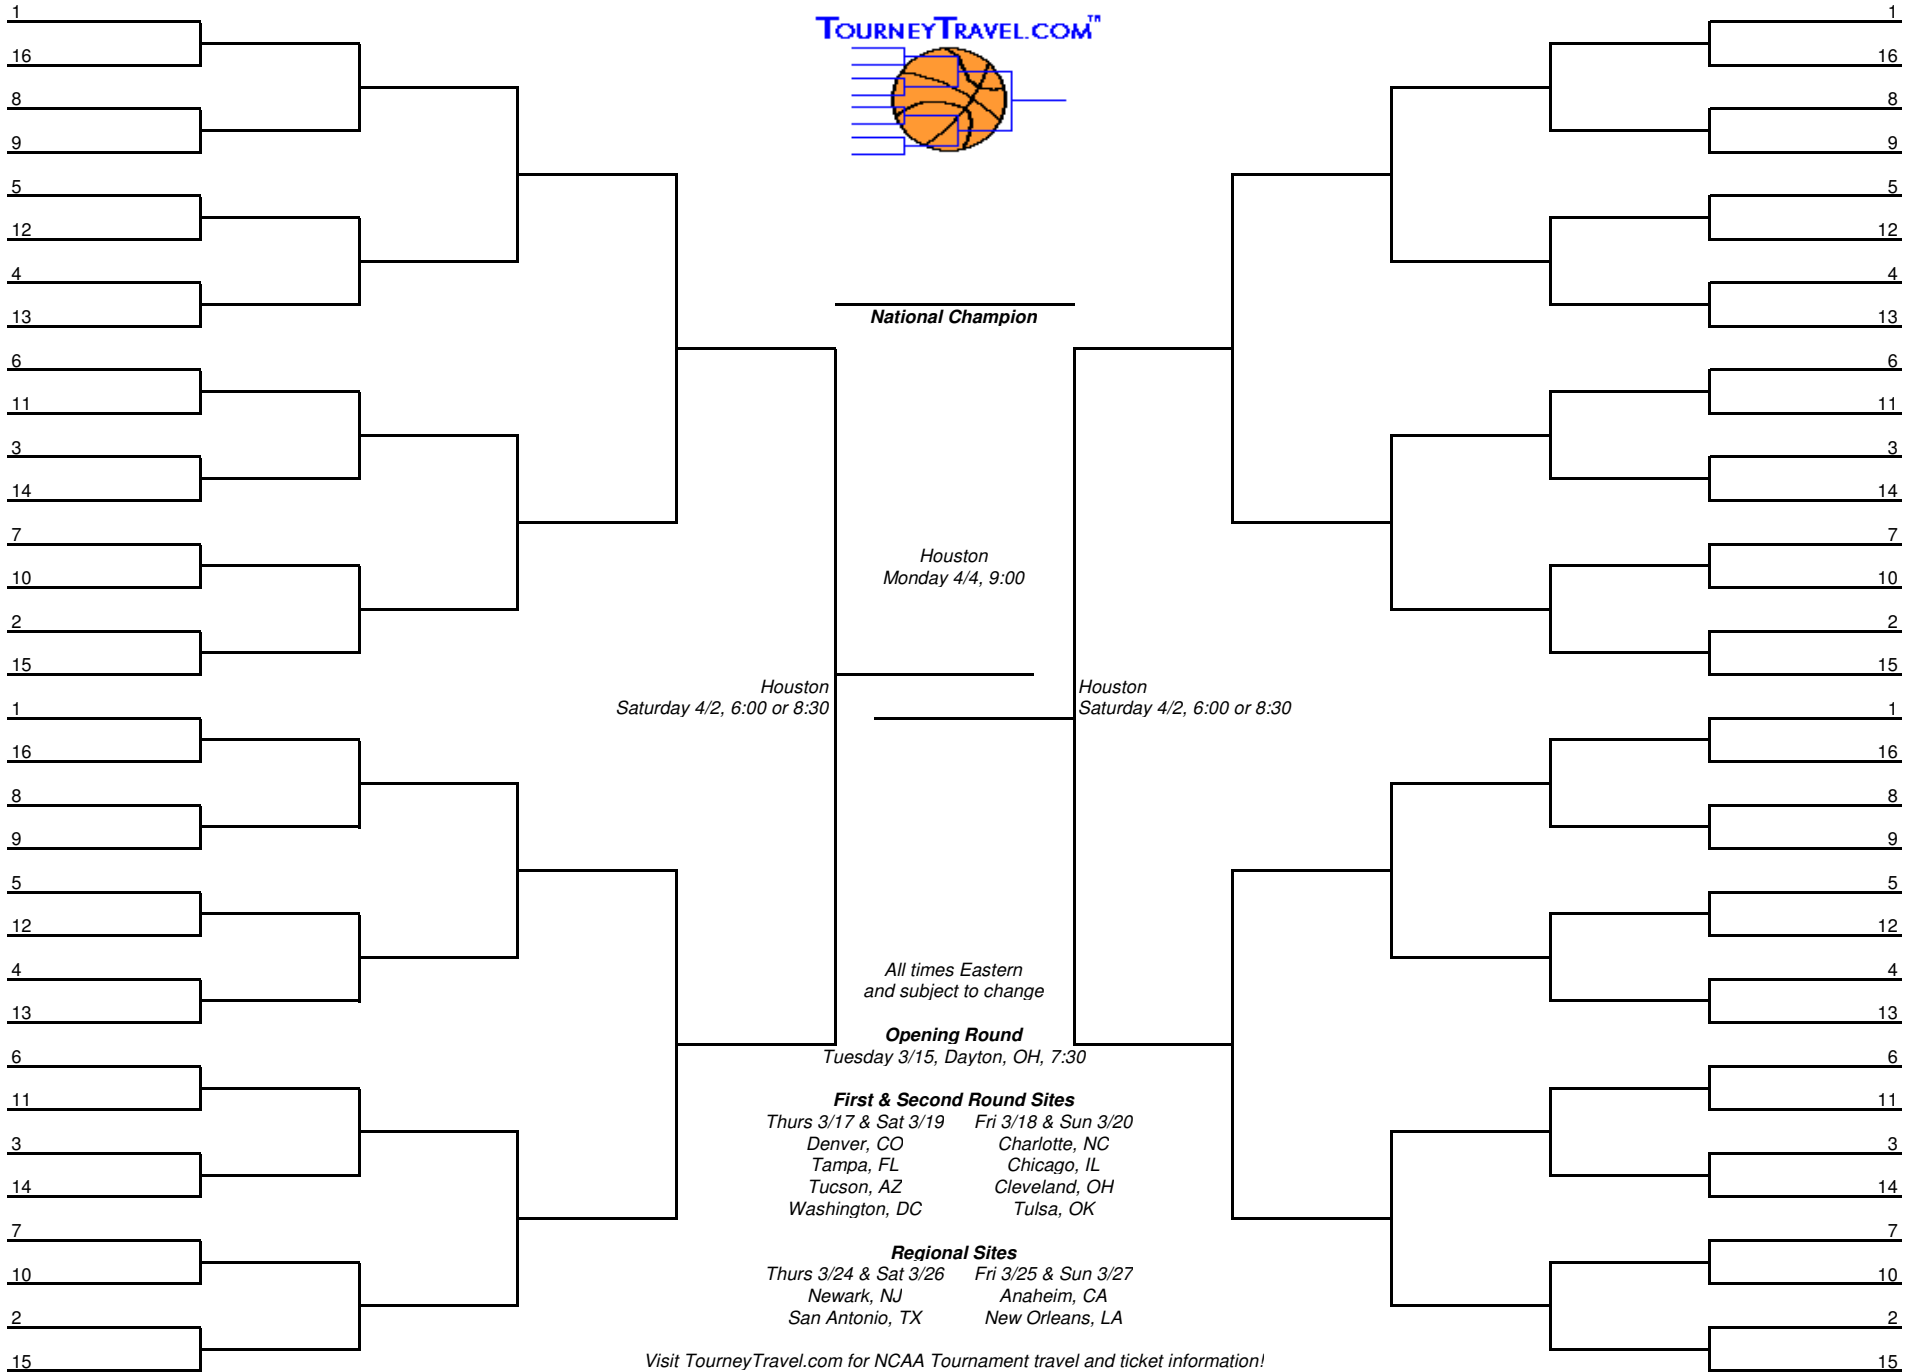 TOURNEYTRAVEL.COM™
1
16
8
9
5
12
4
13
6
11
3
14
7
10
2
15
1
16
8
9
5
12
4
13
6
11
3
14
7
10
2
15
National Champion
Houston
Monday 4/4, 9:00
Houston
Saturday 4/2, 6:00 or 8:30
Houston
Saturday 4/2, 6:00 or 8:30
All times Eastern
and subject to change
Opening Round
Tuesday 3/15, Dayton, OH, 7:30
First & Second Round Sites
Thurs 3/17 & Sat 3/19 Fri 3/18 & Sun 3/20
Denver, CO Charlotte, NC
Tampa, FL Chicago, IL
Tucson, AZ Cleveland, OH
Washington, DC Tulsa, OK
Regional Sites
Thurs 3/24 & Sat 3/26 Fri 3/25 & Sun 3/27
Newark, NJ Anaheim, CA
San Antonio, TX New Orleans, LA
Visit TourneyTravel.com for NCAA Tournament travel and ticket information!
1
16
8
9
5
12
4
13
6
11
3
14
7
10
2
15
1
16
8
9
5
12
4
13
6
11
3
14
7
10
2
15